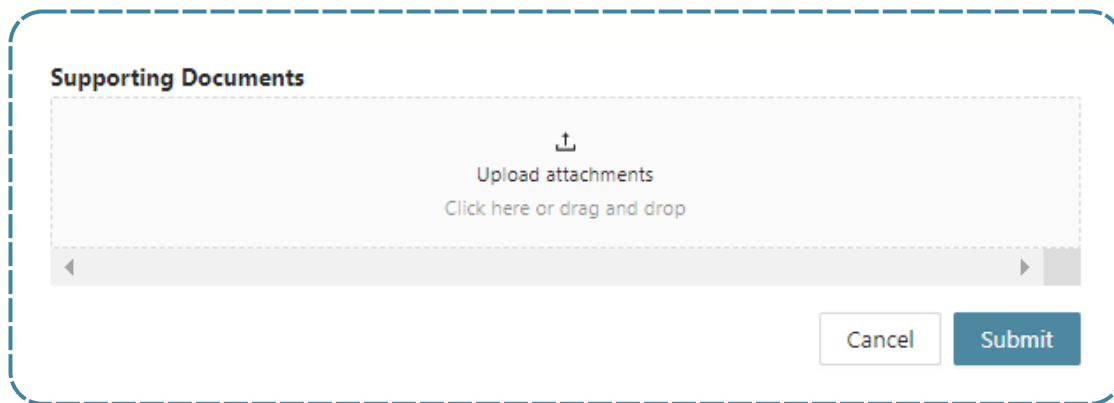 Supporting Documents
Upload attachments
Click here or drag and drop
Cancel
Submit